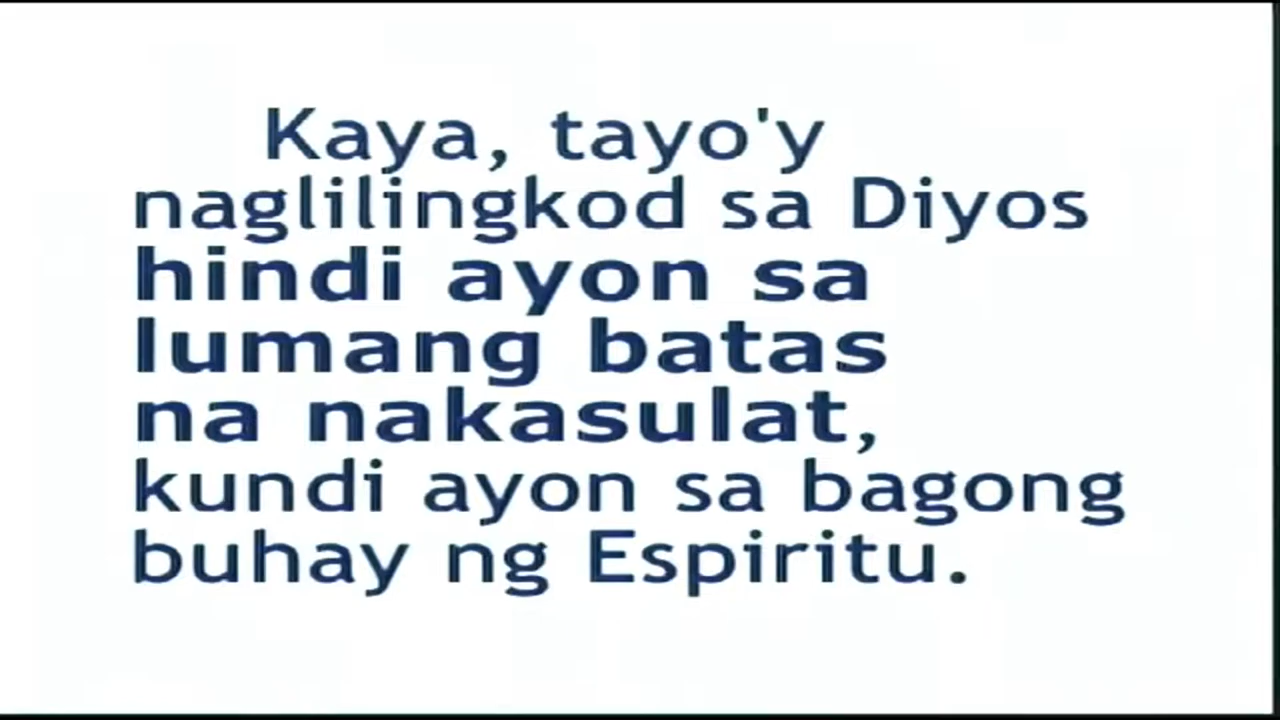 Kaya, tayo'y
naglilingkod sa Diyos
hindi ayon sa
lumang batas
na nakasulat,
kundi ayon sa bagong
buhay ng Espiritu.